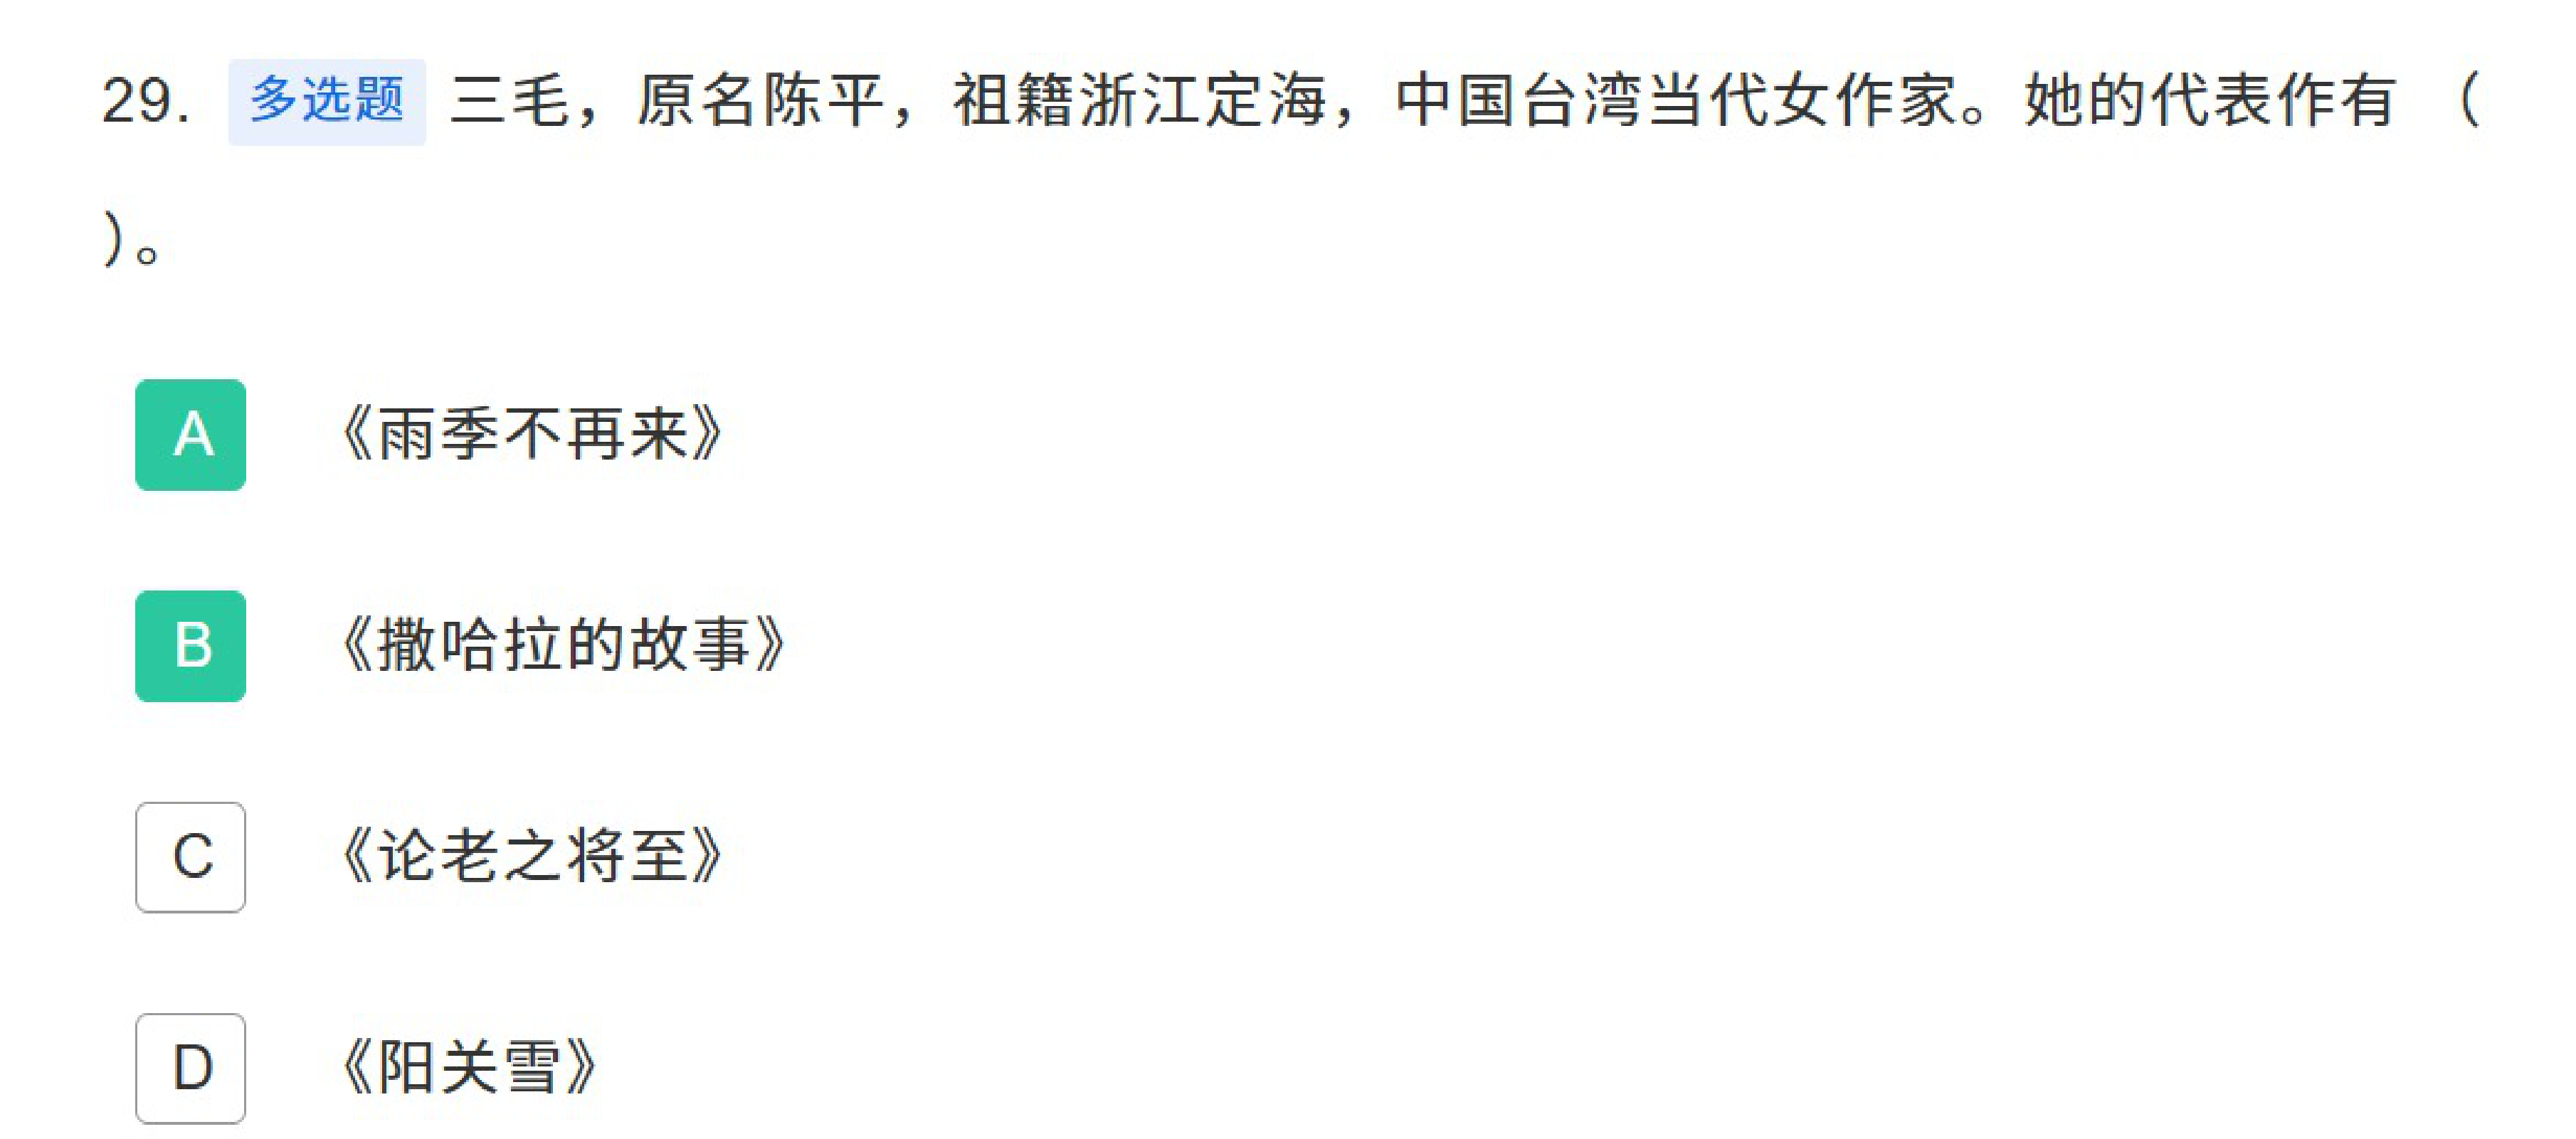 29. 多选题 三毛，原名陈平，祖籍浙江定海，中国台湾当代女作家。她的代表作有 （
）。
A 《雨季不再来》
B 《撒哈拉的故事》
C 《论老之将至》
D 《阳关雪》